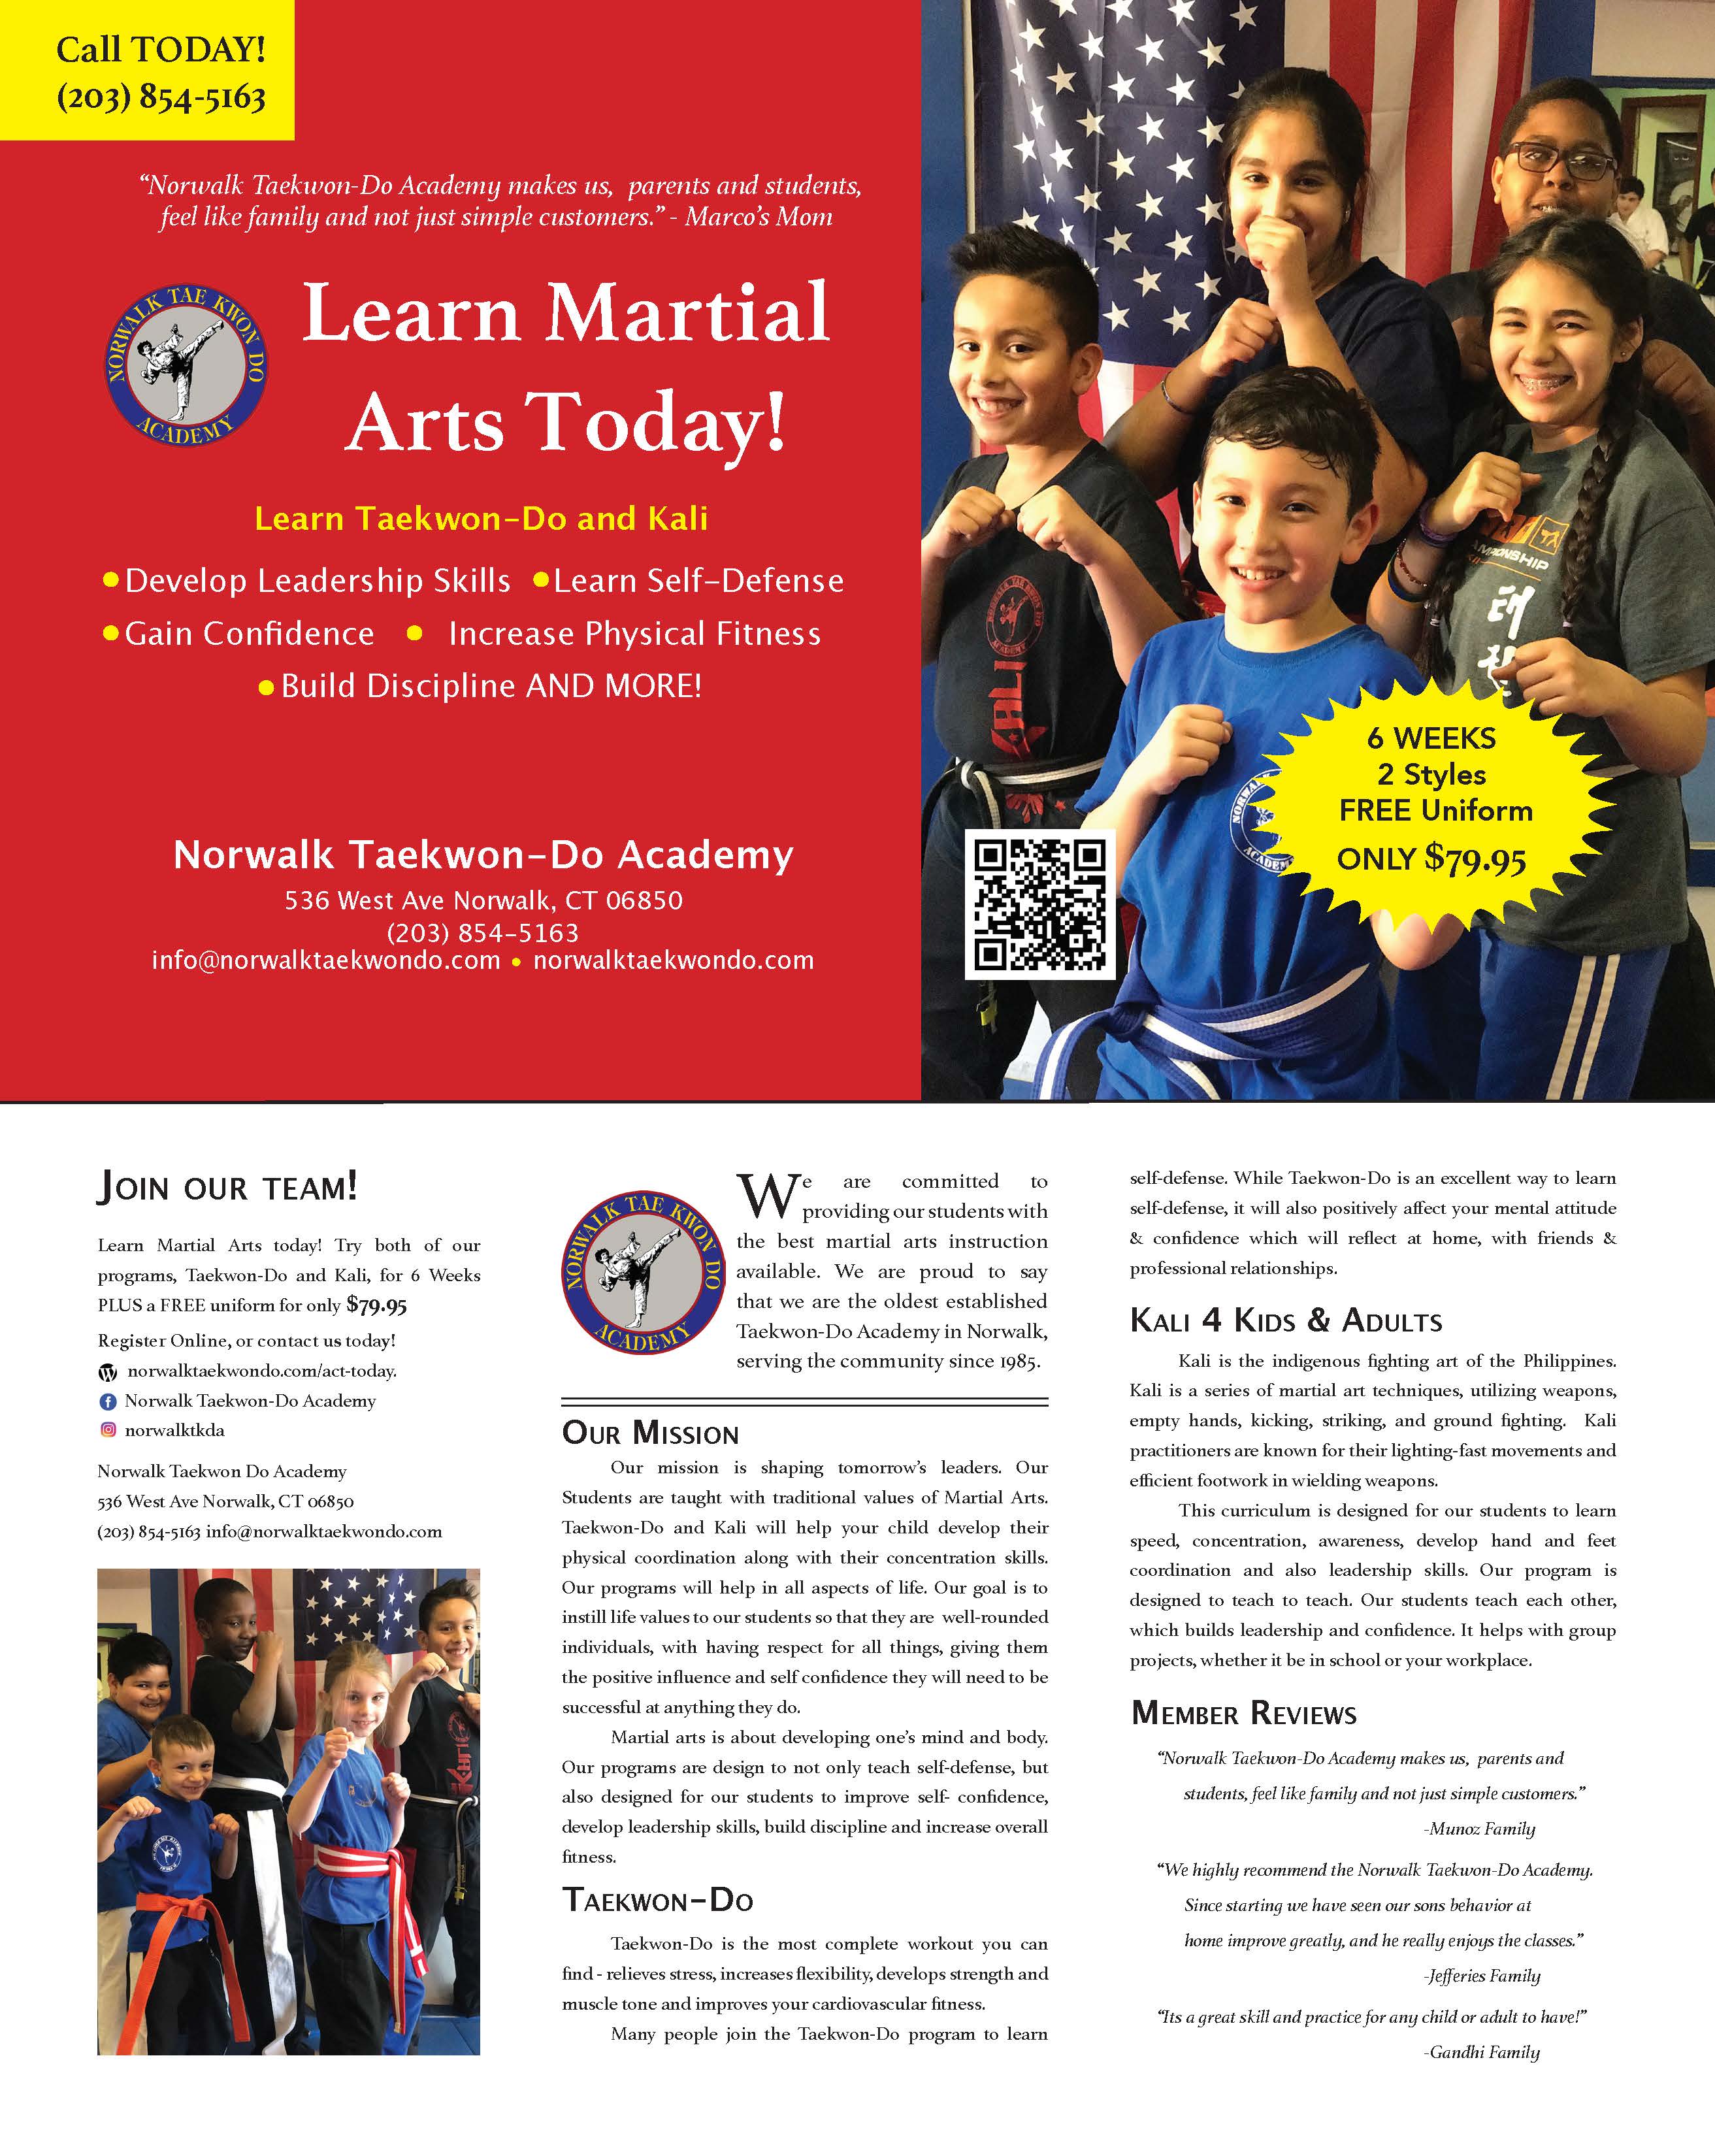 Call TODAY!
(203) 854-5163
“Norwalk Taekwon-Do Academy makes us,  parents and students,
feel like family and not just simple customers.” - Marco’s Mom
NORWALK TAE KWON DO
ACADEMY
Learn Martial
Arts Today!
Learn Taekwon-Do and Kali
•Develop Leadership Skills •Learn Self-Defense
•Gain Confidence • Increase Physical Fitness
•Build Discipline AND MORE!
Norwalk Taekwon-Do Academy
536 West Ave Norwalk, CT 06850
(203) 854-5163
info@norwalktaekwondo.com • norwalktaekwondo.com
KALI
6 WEEKS
2 Styles
FREE Uniform
ONLY $79.95
Join our team!
Learn Martial Arts today! Try both of our
programs, Taekwon-Do and Kali, for 6 Weeks
PLUS a FREE uniform for only $79.95
Register Online, or contact us today!
norwalktaekwondo.com/act-today.
Norwalk Taekwon-Do Academy
norwalktkda
Norwalk Taekwon Do Academy
536 West Ave Norwalk, CT 06850
(203) 854-5163 info@norwalktaekwondo.com
NORWALK TAE KWON DO
ACADEMY
We are committed to
providing our students with
the best martial arts instruction
available. We are proud to say
that we are the oldest established
Taekwon-Do Academy in Norwalk,
serving the community since 1985.
Our Mission
Our mission is shaping tomorrow’s leaders. Our
Students are taught with traditional values of Martial Arts.
Taekwon-Do and Kali will help your child develop their
physical coordination along with their concentration skills.
Our programs will help in all aspects of life. Our goal is to
instill life values to our students so that they are  well-rounded
individuals, with having respect for all things, giving them
the positive influence and self confidence they will need to be
successful at anything they do.
Martial arts is about developing one’s mind and body.
Our programs are design to not only teach self-defense, but
also designed for our students to improve self- confidence,
develop leadership skills, build discipline and increase overall
fitness.
Taekwon-Do
Taekwon-Do is the most complete workout you can
find - relieves stress, increases flexibility, develops strength and
muscle tone and improves your cardiovascular fitness.
Many people join the Taekwon-Do program to learn
self-defense. While Taekwon-Do is an excellent way to learn
self-defense, it will also positively affect your mental attitude
& confidence which will reflect at home, with friends &
professional relationships.
Kali 4 Kids & Adults
Kali is the indigenous fighting art of the Philippines.
Kali is a series of martial art techniques, utilizing weapons,
empty hands, kicking, striking, and ground fighting.  Kali
practitioners are known for their lighting-fast movements and
efficient footwork in wielding weapons.
This curriculum is designed for our students to learn
speed, concentration, awareness, develop hand and feet
coordination and also leadership skills. Our program is
designed to teach to teach. Our students teach each other,
which builds leadership and confidence. It helps with group
projects, whether it be in school or your workplace.
Member Reviews
“Norwalk Taekwon-Do Academy makes us,  parents and
students, feel like family and not just simple customers.”
-Munoz Family
“We highly recommend the Norwalk Taekwon-Do Academy.
Since starting we have seen our sons behavior at
home improve greatly, and he really enjoys the classes.”
-Jefferies Family
“Its a great skill and practice for any child or adult to have!”
-Gandhi Family